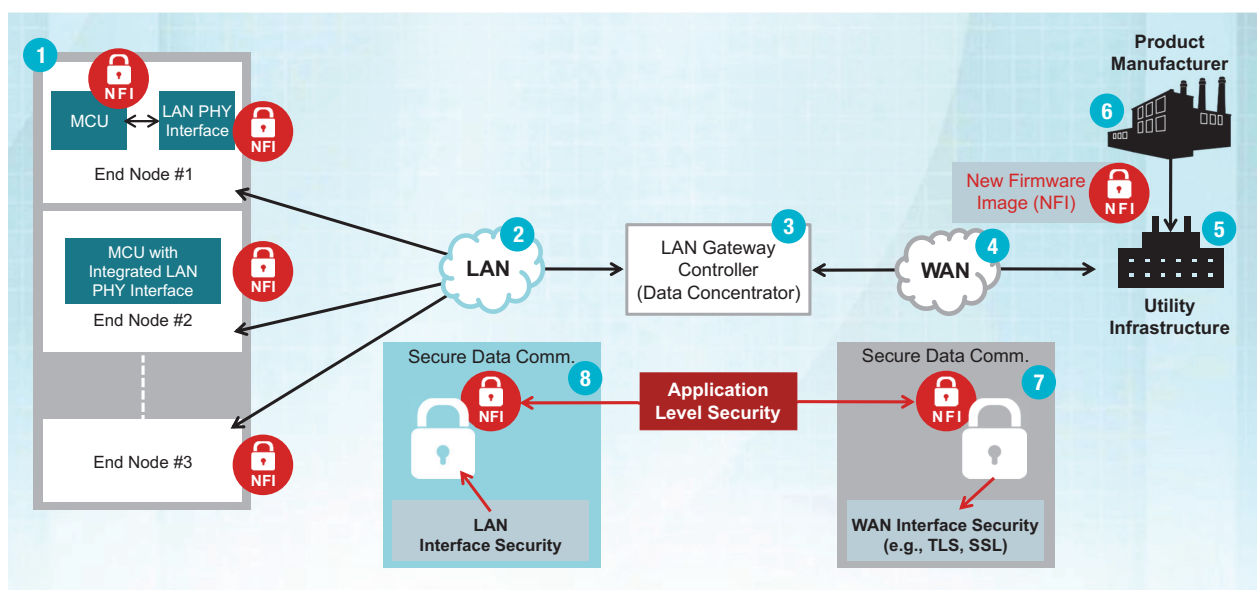 1
NFI
MCU
LAN PHY
Interface
NFI
End Node #1
MCU with
Integrated LAN
PHY Interface
NFI
End Node #2
End Node #3
NFI
2
LAN
3
LAN Gateway
Controller
(Data Concentrator)
4
WAN
Product
Manufacturer
6
New Firmware
Image (NFI)
NFI
5
Utility
Infrastructure
Secure Data Comm.
8
NFI
LAN
Interface Security
Application
Level Security
Secure Data Comm.
7
NFI
WAN Interface Security
(e.g., TLS, SSL)